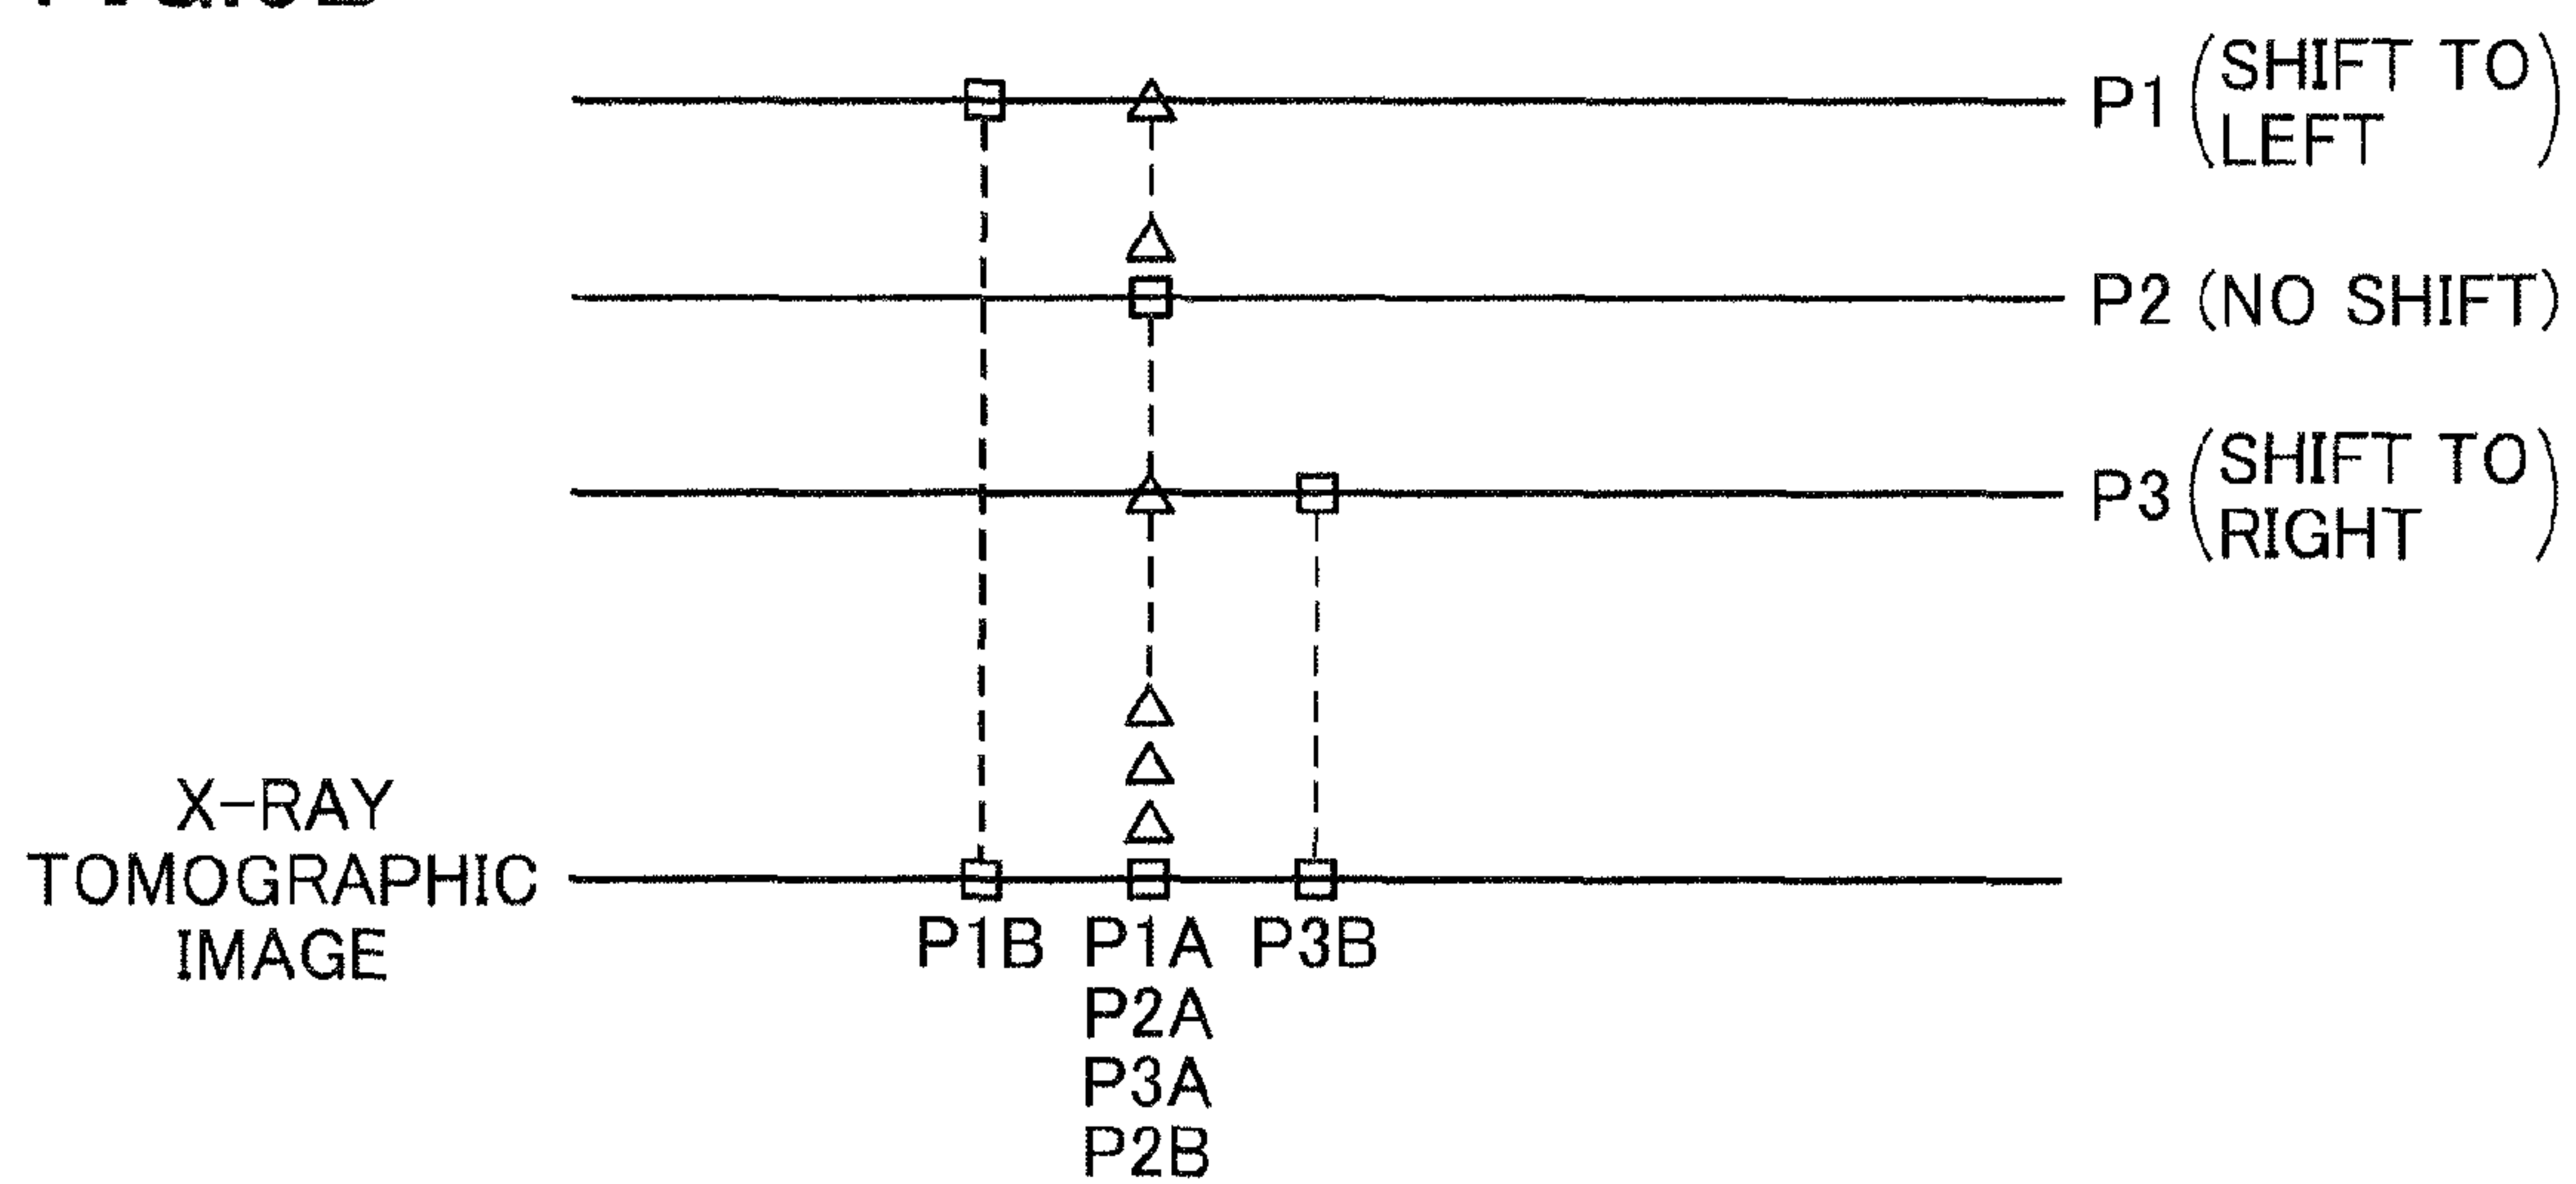 P1 (SHIFT TO
LEFT)
P2 (NO SHIFT)
P3 (SHIFT TO
RIGHT)
X-RAY
TOMOGRAPHIC
IMAGE
P1B P1A P3B
P2A
P3A
P2B